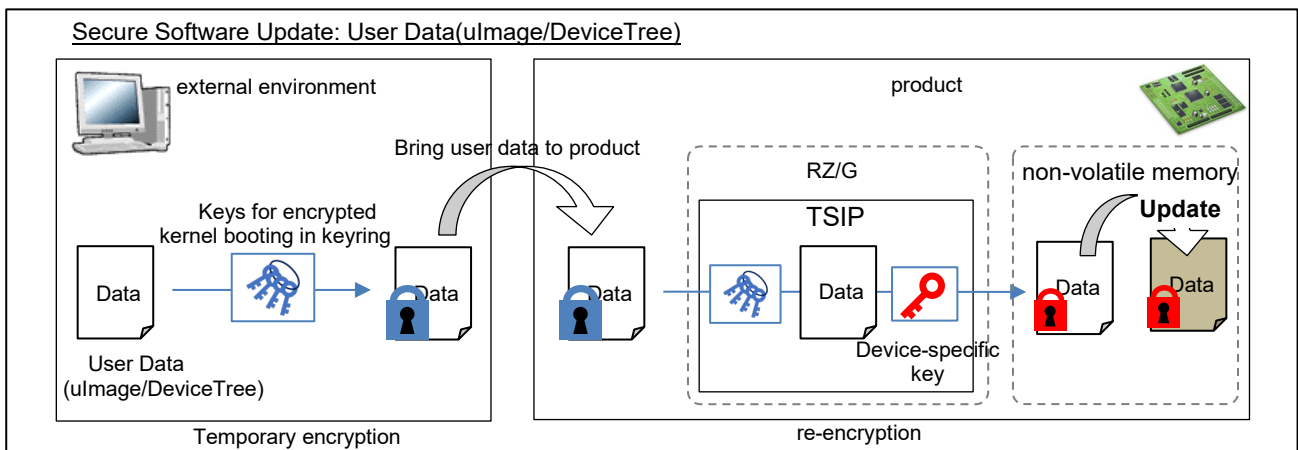 Secure Software Update: User Data(uImage/DeviceTree)
external environment
product
Bring user data to product
RZ/G
non-volatile memory
Keys for encrypted
kernel booting in keyring
TSIP
Update
Data
Data
Data
Data
Data
Data
User Data
(uImage/DeviceTree)
Device-specific
key
Temporary encryption
re-encryption